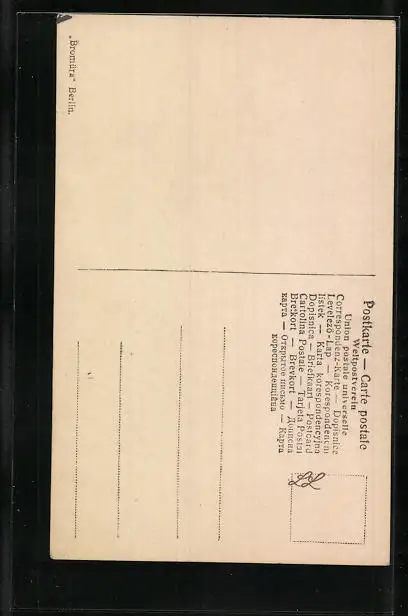 Postkarte — Carte postale
Weltpostverein
Union postale universelle
Correspondenz-Karte — Dopisnice
Levelező-Lap — Korespondenční
lístek — Karta korespondencyjna
Dopisnica — Briefkaart — Postcard
Cartolina Postale — Tarjeta Postal
Brefkort — Brevkort — Дописна
карта — Открытое письмо — Карта
кореспонденційна
„Bromüra" Berlin.